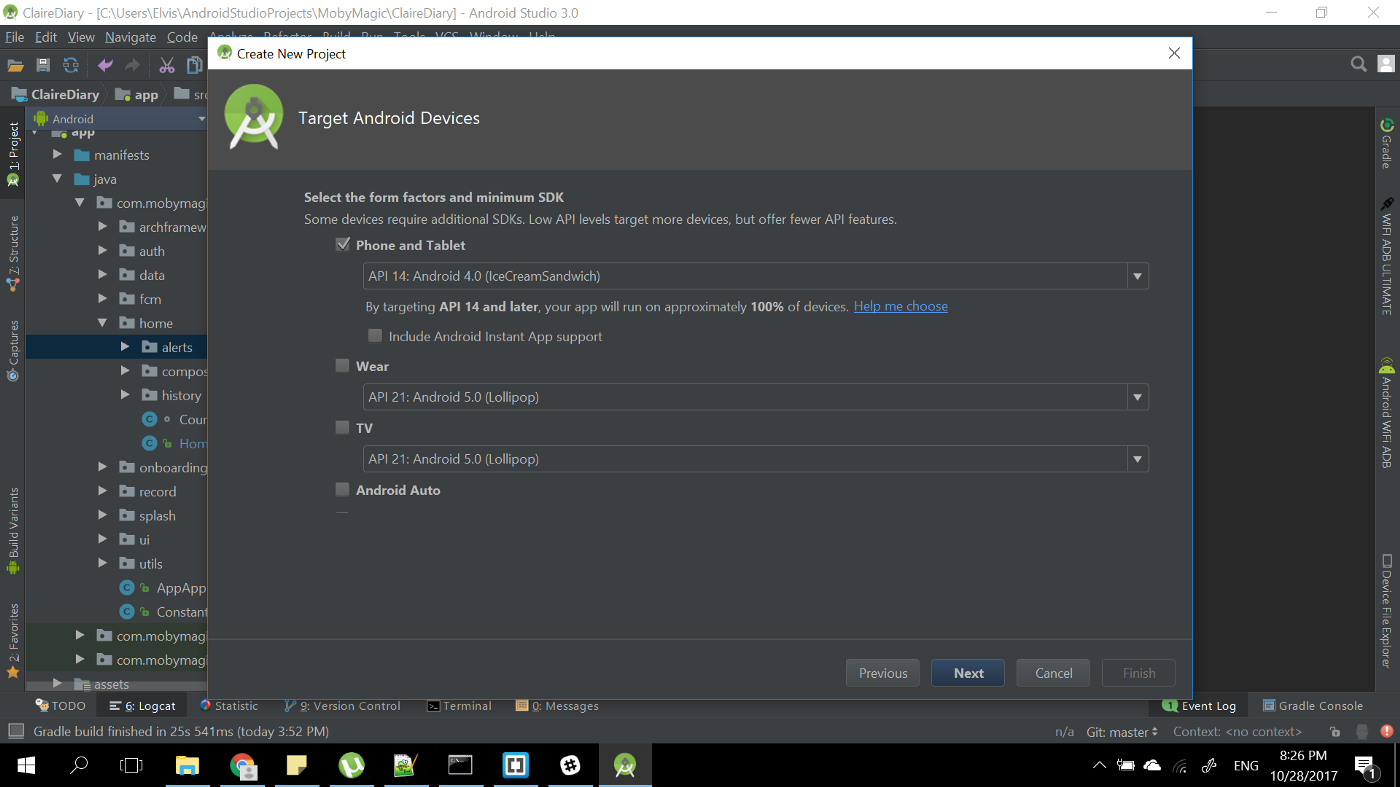 ClaireDiary - [C:\Users\Elvis\AndroidStudioProjects\MobyMagic\ClaireDiary] - Android Studio 3.0
File Edit View Navigate Code Analyze Refactor Build Run Tools VCS Window Help
Create New Project
ClaireDiary app src
Target Android Devices
1: Project
Z: Structure
Captures
Build Variants
2: Favorites
Android
app
manifests
java
com.mobymagi
archframew
auth
data
fcm
home
alerts
compos
history
Cour
Hom
onboarding
record
splash
ui
utils
AppApp
Constant
com.mobymagi
com.mobymagi
assets
Select the form factors and minimum SDK
Some devices require additional SDKs. Low API levels target more devices, but offer fewer API features.
Phone and Tablet
API 14: Android 4.0 (IceCreamSandwich)
By targeting API 14 and later, your app will run on approximately 100% of devices. Help me choose
Include Android Instant App support
Wear
API 21: Android 5.0 (Lollipop)
TV
API 21: Android 5.0 (Lollipop)
Android Auto
Previous Next Cancel Finish
Gradle
WIFI ADB ULTIMATE
Android WiFi ADB
Device File Explorer
TODO 6: Logcat Statistic 9: Version Control Terminal 0: Messages 1 Event Log Gradle Console
Gradle build finished in 25s 541ms (today 3:52 PM) n/a Git: master Context: <no context>
ENG 8:26 PM
10/28/2017 1